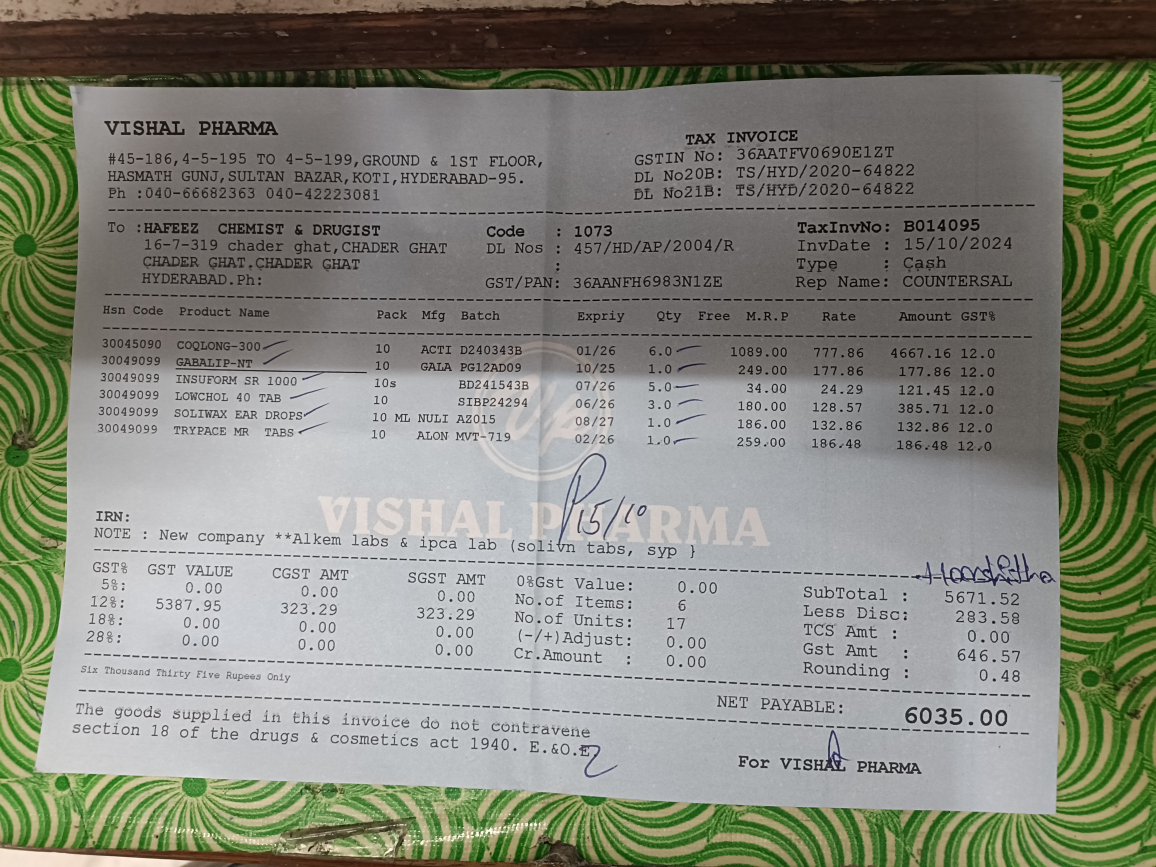 VISHAL PHARMA
#45-186,4-5-195 TO 4-5-199,GROUND & 1ST FLOOR,
HASMATH GUNJ,SULTAN BAZAR,KOTI,HYDERABAD-95.
Ph :040-66682363 040-42223081
TAX INVOICE
GSTIN No: 36AATFV0690E1ZT
DL No20B: TS/HYD/2020-64822
DL No21B: TS/HYD/2020-64822
To :HAFEEZ CHEMIST & DRUGIST
16-7-319 chader ghat,CHADER GHAT
CHADER GHAT.CHADER GHAT
HYDERABAD.Ph:
Code : 1073
DL Nos : 457/HD/AP/2004/R
:
GST/PAN: 36AANFH6983N1ZE
TaxInvNo: B014095
InvDate : 15/10/2024
Type : Cash
Rep Name: COUNTERSAL
Hsn Code Product Name Pack Mfg Batch Expriy Qty Free M.R.P Rate Amount GST%
30045090 COQLONG-300 10 ACTI D240343B 01/26 6.0 1089.00 777.86 4667.16 12.0
30049099 GABALIP-NT 10 GALA PG12AD09 10/25 1.0 249.00 177.86 177.86 12.0
30049099 INSUFORM SR 1000 10s BD241543B 07/26 5.0 34.00 24.29 121.45 12.0
30049099 LOWCHOL 40 TAB 10 SIBP24294 06/26 3.0 180.00 128.57 385.71 12.0
30049099 SOLIWAX EAR DROPS 10 ML NULI AZ015 08/27 1.0 186.00 132.86 132.86 12.0
30049099 TRYPACE MR TABS 10 ALON MVT-719 02/26 1.0 259.00 186.48 186.48 12.0
15/10
VISHAL PHARMA
IRN:
NOTE : New company **Alkem labs & ipca lab (solivn tabs, syp }
GST% GST VALUE CGST AMT SGST AMT
5%: 0.00 0.00 0.00
12%: 5387.95 323.29 323.29
18%: 0.00 0.00 0.00
28%: 0.00 0.00 0.00
0%Gst Value: 0.00
No.of Items: 6
No.of Units: 17
(-/+)Adjust: 0.00
Cr.Amount : 0.00
SubTotal : 5671.52
Less Disc: 283.58
TCS Amt : 0.00
Gst Amt : 646.57
Rounding : 0.48
Six Thousand Thirty Five Rupees Only
NET PAYABLE: 6035.00
The goods supplied in this invoice do not contravene
section 18 of the drugs & cosmetics act 1940. E.&O.E
For VISHAL PHARMA